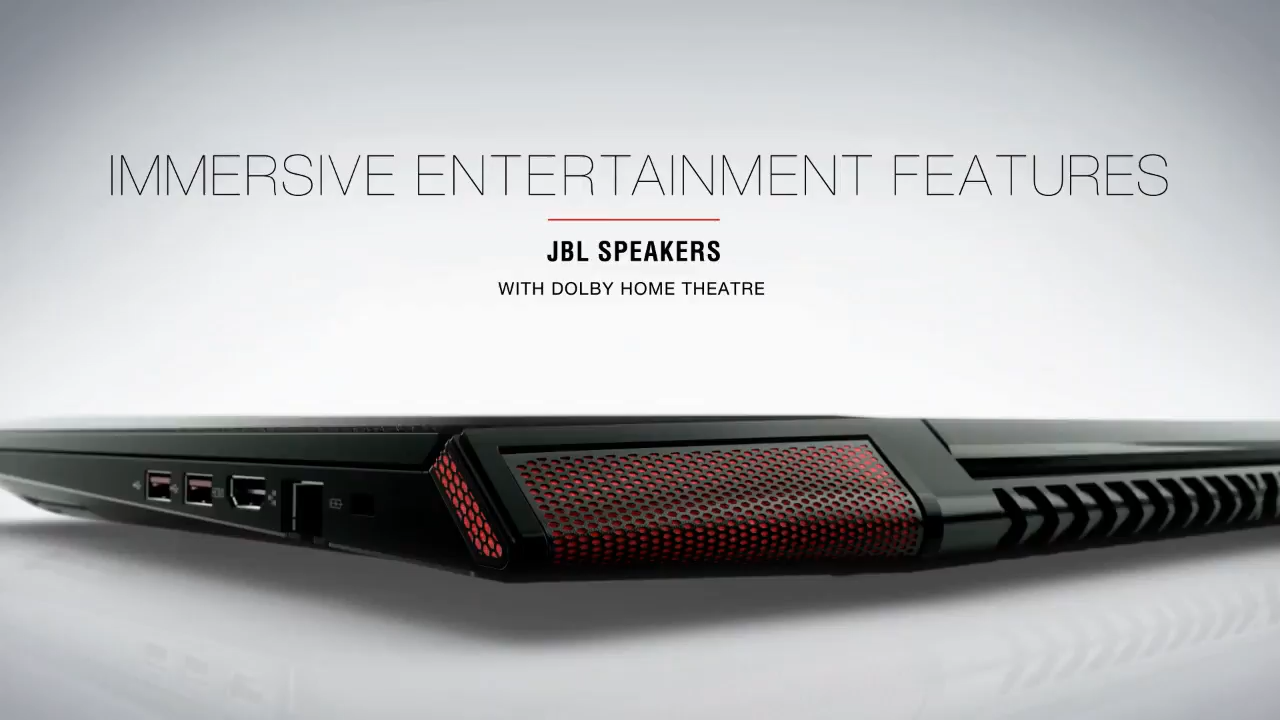 IMMERSIVE ENTERTAINMENT FEATURES
JBL SPEAKERS
WITH DOLBY HOME THEATRE